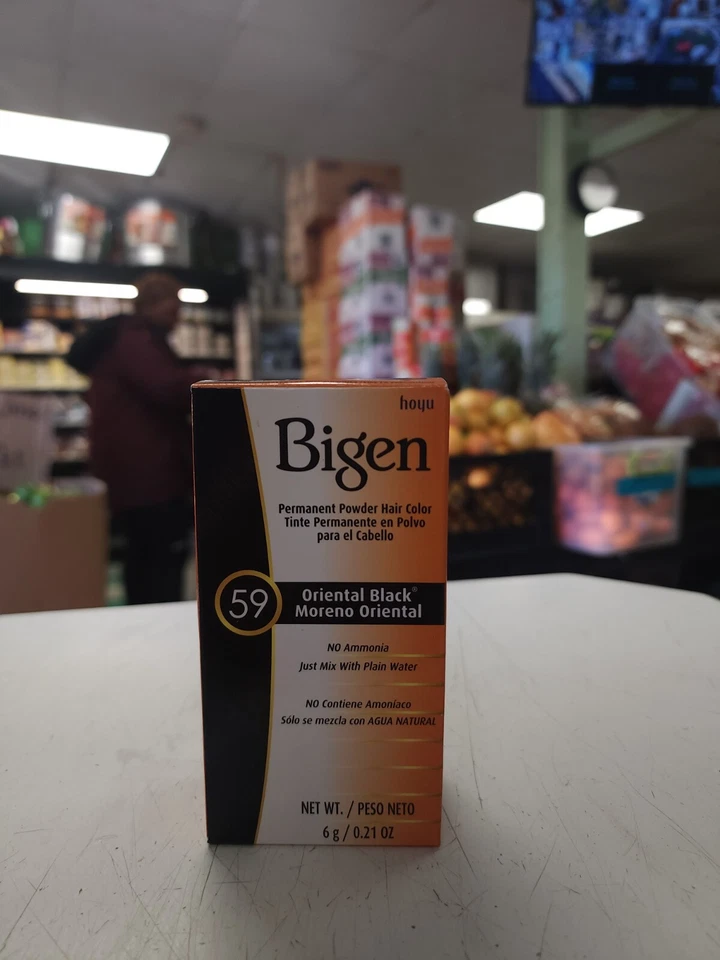 hoyu
Bigen
Permanent Powder Hair Color
Tinte Permanente en Polvo
para el Cabello
59
Oriental Black®
Moreno Oriental
NO Ammonia
Just Mix With Plain Water
NO Contiene Amoníaco
Sólo se mezcla con AGUA NATURAL
NET WT. / PESO NETO
6 g / 0.21 OZ